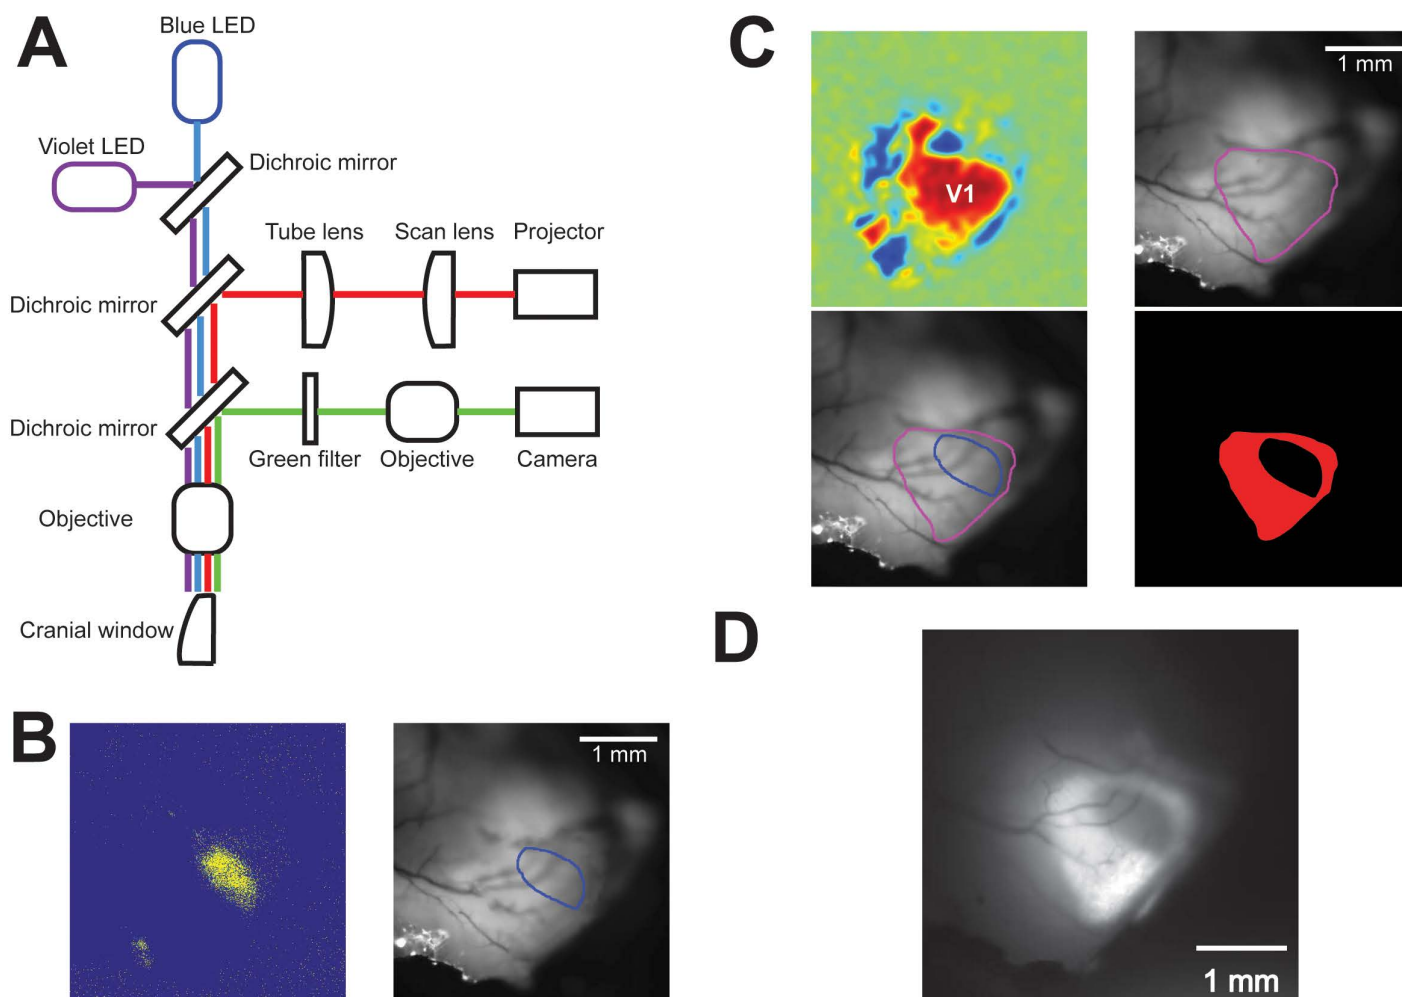 A
Blue LED
Violet LED
Dichroic mirror
Tube lens
Scan lens
Projector
Dichroic mirror
Dichroic mirror
Green filter
Objective
Camera
Objective
Cranial window
B
1 mm
C
V1
1 mm
D
1 mm